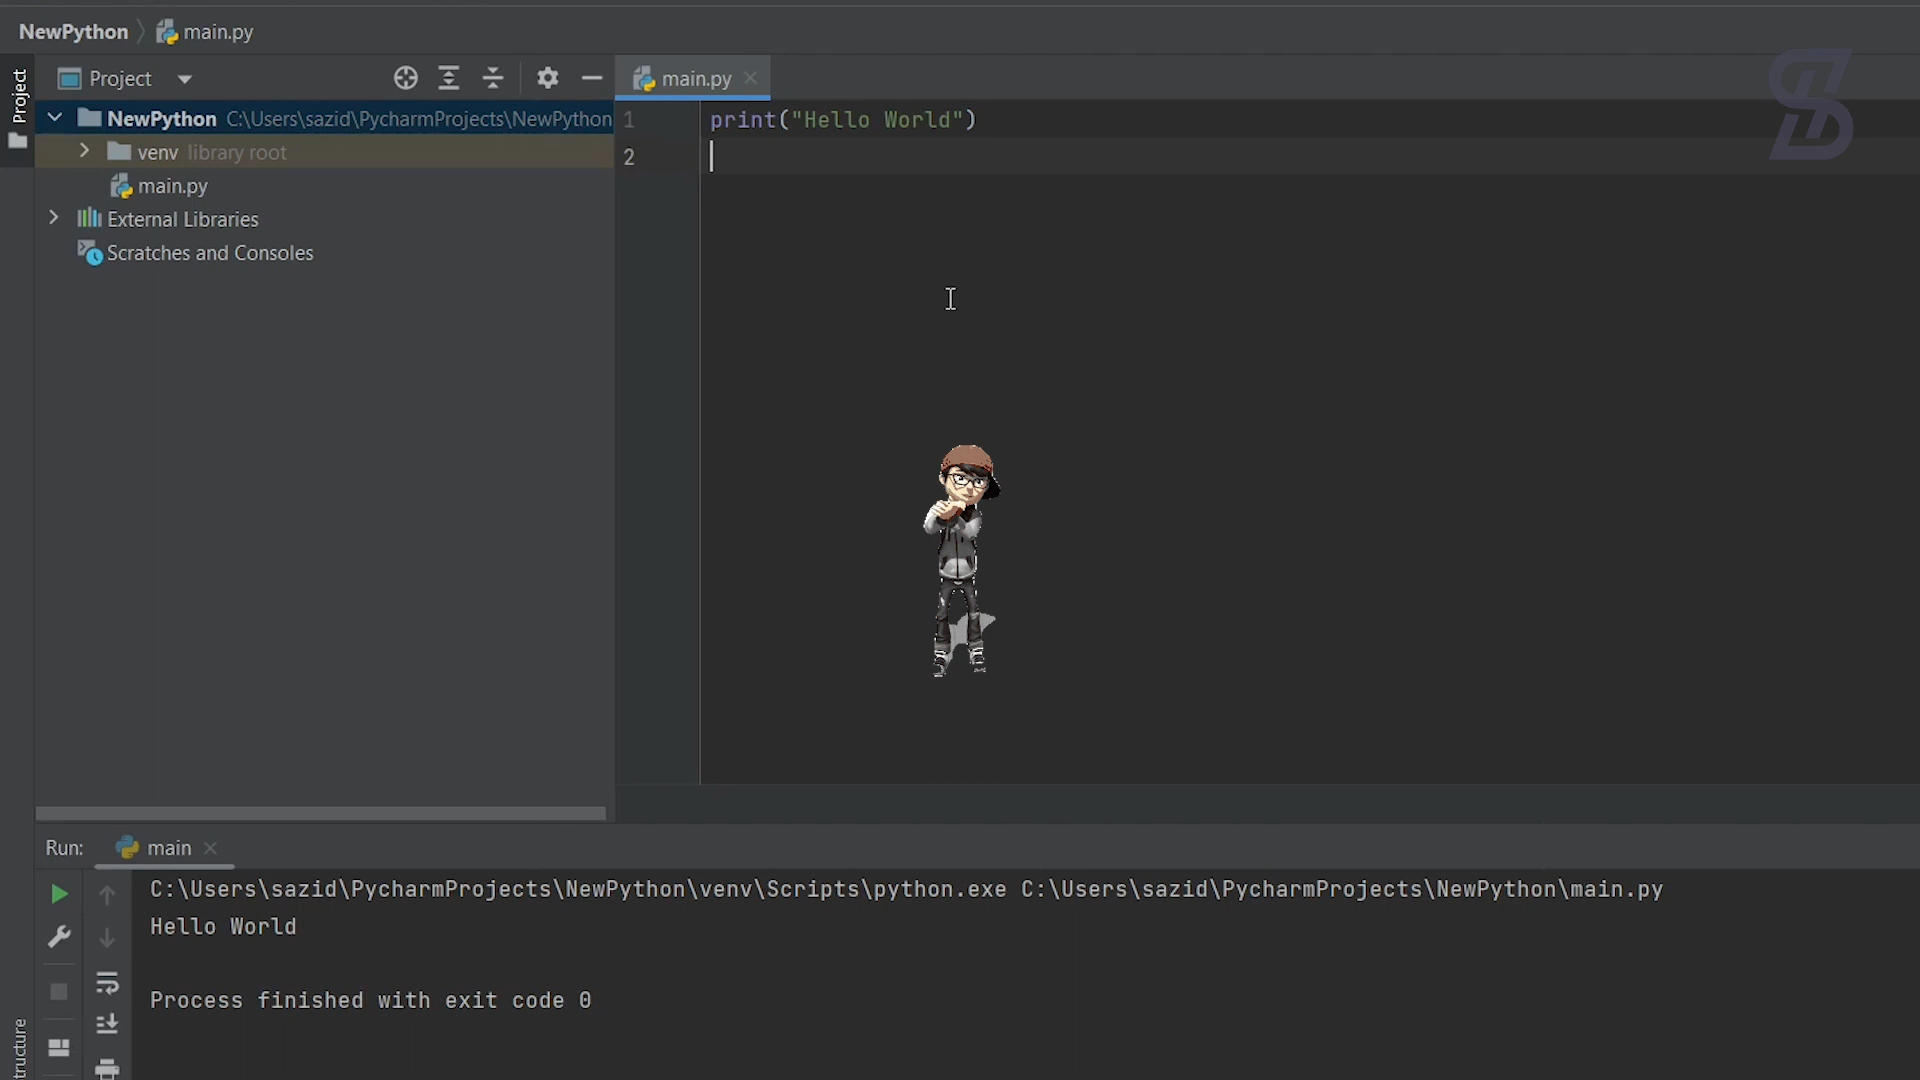 NewPython main.py
Project
Project
main.py
NewPython C:\Users\sazid\PycharmProjects\NewPython
venv library root
main.py
External Libraries
Scratches and Consoles
1 print("Hello World")
2
Run: main
C:\Users\sazid\PycharmProjects\NewPython\venv\Scripts\python.exe C:\Users\sazid\PycharmProjects\NewPython\main.py
Hello World
Process finished with exit code 0
tructure